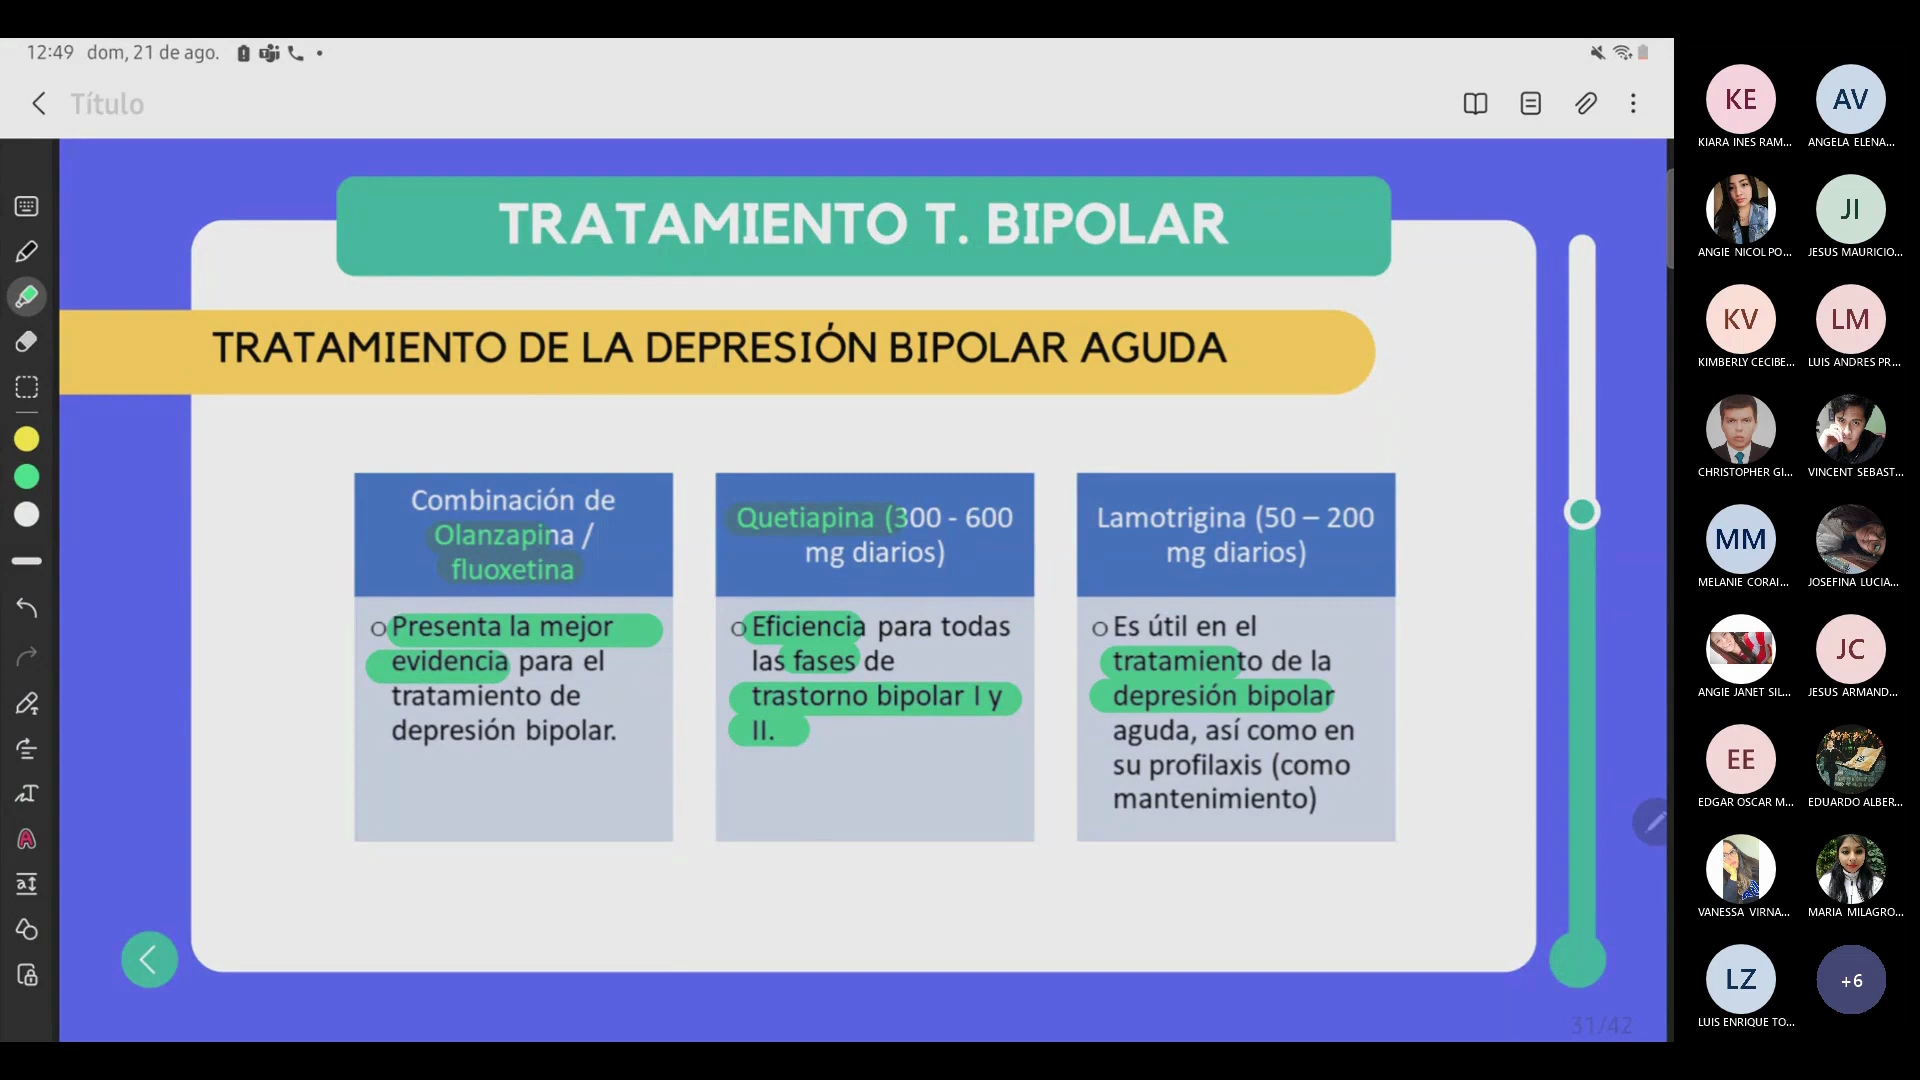 12:49 dom, 21 de ago.
Título
TRATAMIENTO T. BIPOLAR
TRATAMIENTO DE LA DEPRESIÓN BIPOLAR AGUDA
Combinación de
Olanzapina /
fluoxetina
Presenta la mejor
evidencia para el
tratamiento de
depresión bipolar.
Quetiapina (300 - 600
mg diarios)
Eficiencia para todas
las fases de
trastorno bipolar I y
II.
Lamotrigina (50 – 200
mg diarios)
Es útil en el
tratamiento de la
depresión bipolar
aguda, así como en
su profilaxis (como
mantenimiento)
31/42
KE
KIARA INES RAM...
AV
ANGELA ELENA...
ANGIE NICOL PO...
JI
JESUS MAURICIO...
KV
KIMBERLY CECIBE...
LM
LUIS ANDRES PR...
CHRISTOPHER GI...
VINCENT SEBAST...
MM
MELANIE CORAI...
JOSEFINA LUCIA...
ANGIE JANET SIL...
JC
JESUS ARMAND...
EE
EDGAR OSCAR M...
EDUARDO ALBER...
VANESSA VIRNA...
MARIA MILAGRO...
LZ
LUIS ENRIQUE TO...
+6